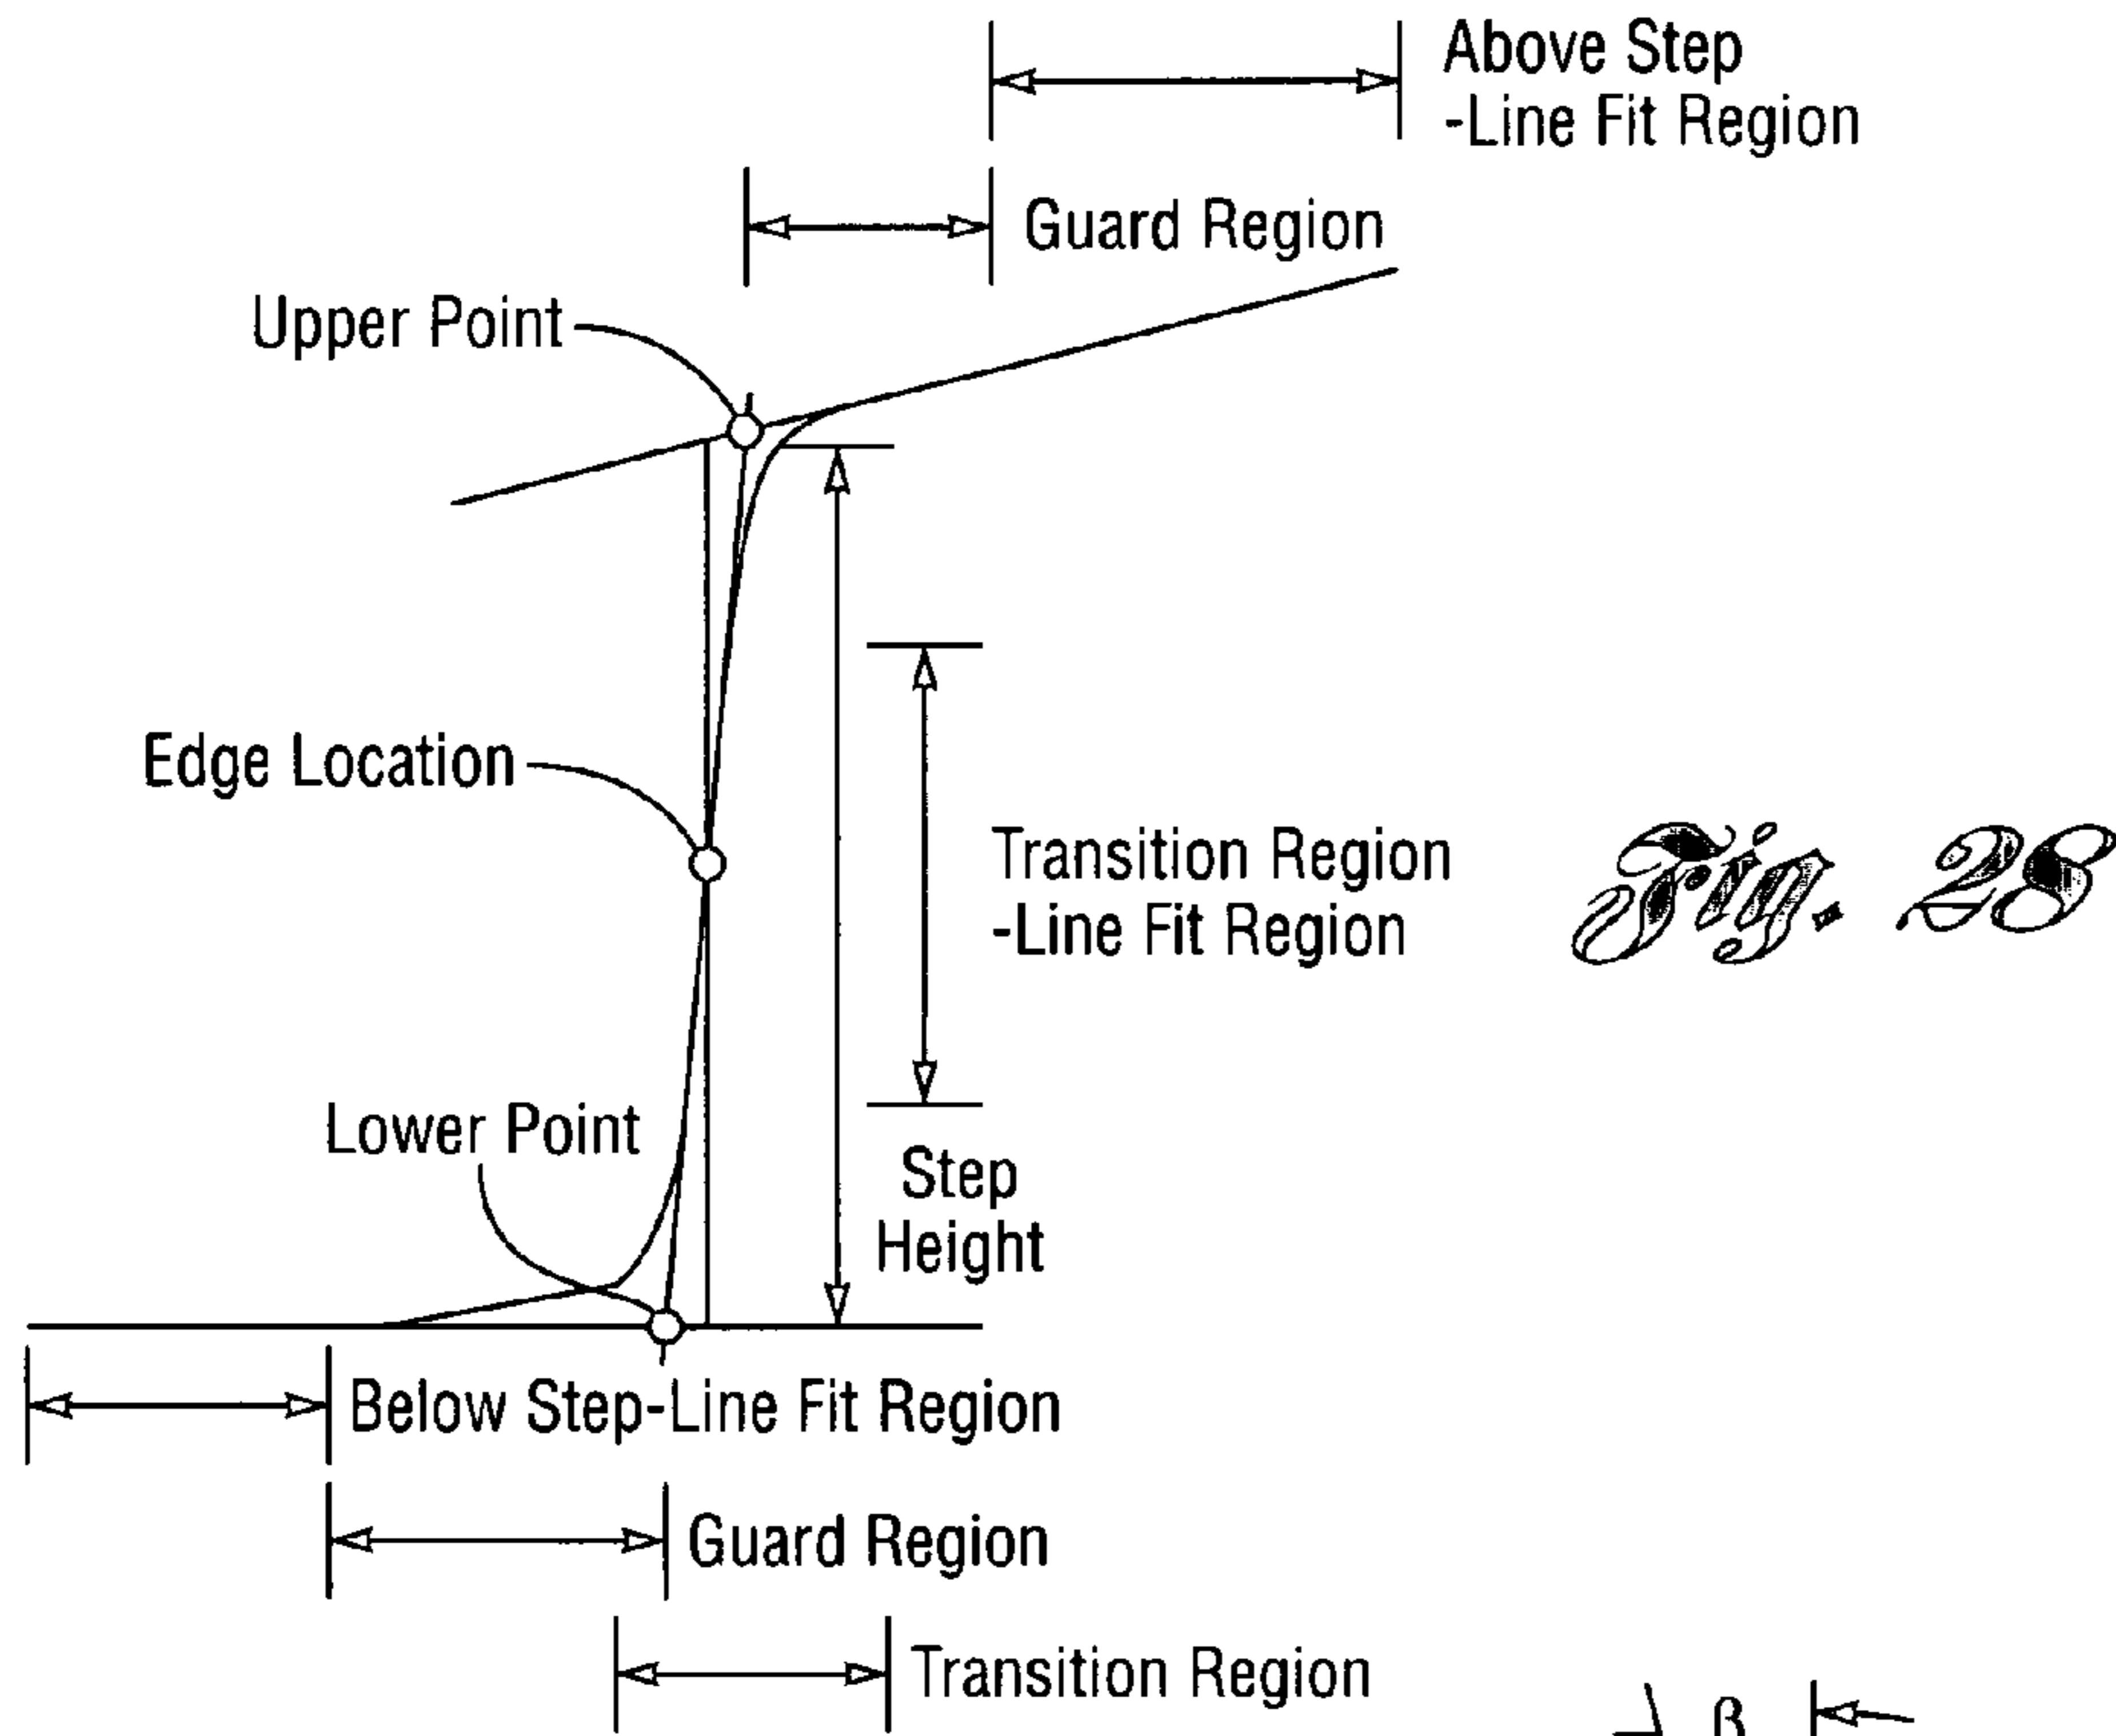 Above Step
-Line Fit Region
Guard Region
Upper Point
Edge Location
Transition Region
-Line Fit Region
Fig. 28
Lower Point
Step
Height
Below Step-Line Fit Region
Guard Region
Transition Region
β